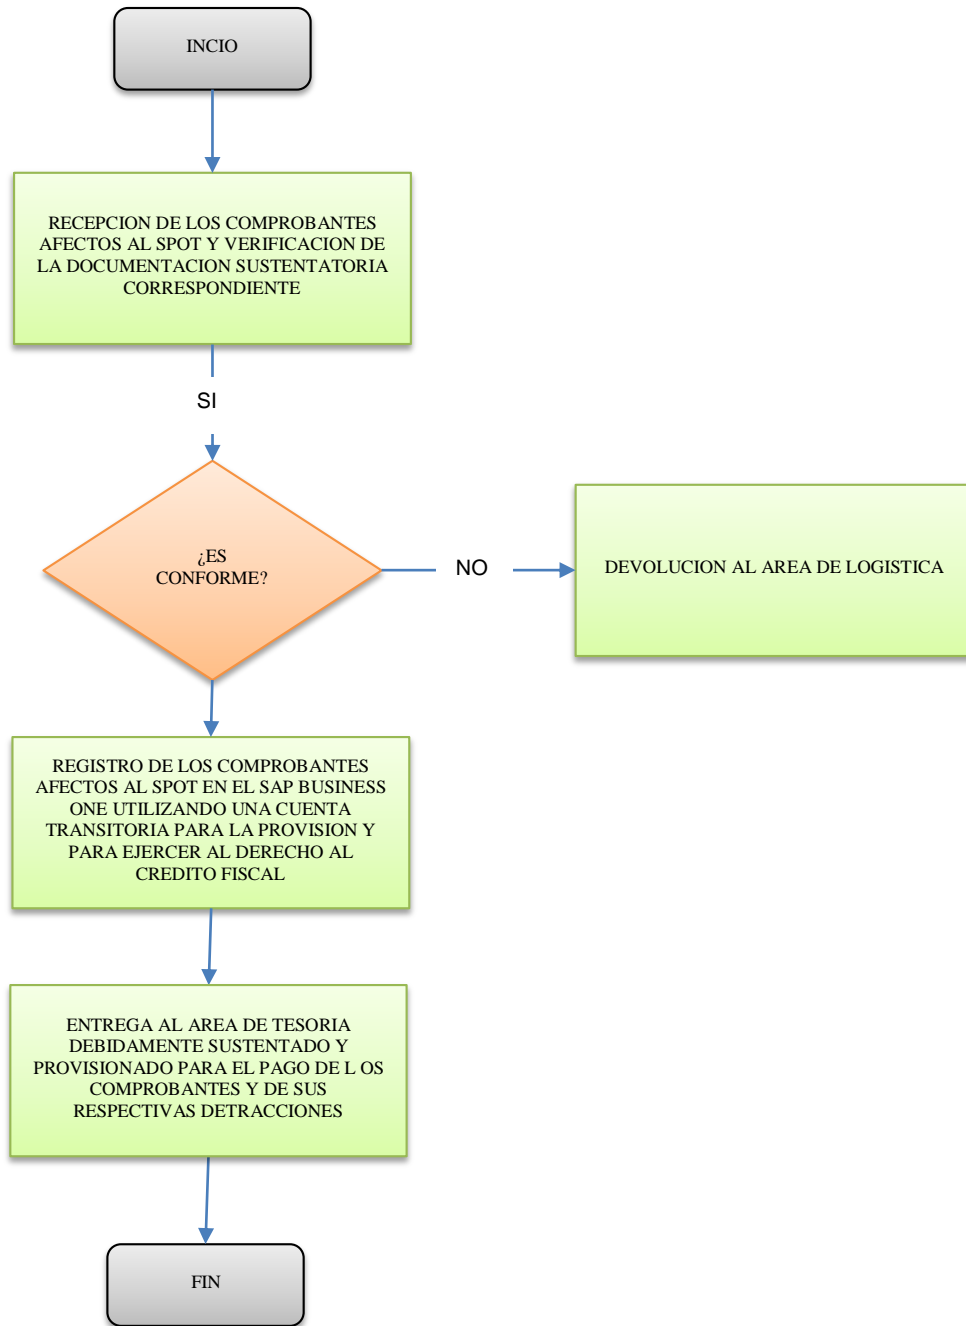 INCIO
RECEPCION DE LOS COMPROBANTES
AFECTOS AL SPOT Y VERIFICACION DE
LA DOCUMENTACION SUSTENTATORIA
CORRESPONDIENTE
SI
¿ES
CONFORME?
NO
DEVOLUCION AL AREA DE LOGISTICA
REGISTRO DE LOS COMPROBANTES
AFECTOS AL SPOT EN EL SAP BUSINESS
ONE UTILIZANDO UNA CUENTA
TRANSITORIA PARA LA PROVISION Y
PARA EJERCER AL DERECHO AL
CREDITO FISCAL
ENTREGA AL AREA DE TESORIA
DEBIDAMENTE SUSTENTADO Y
PROVISIONADO PARA EL PAGO DE L OS
COMPROBANTES Y DE SUS
RESPECTIVAS DETRACCIONES
FIN